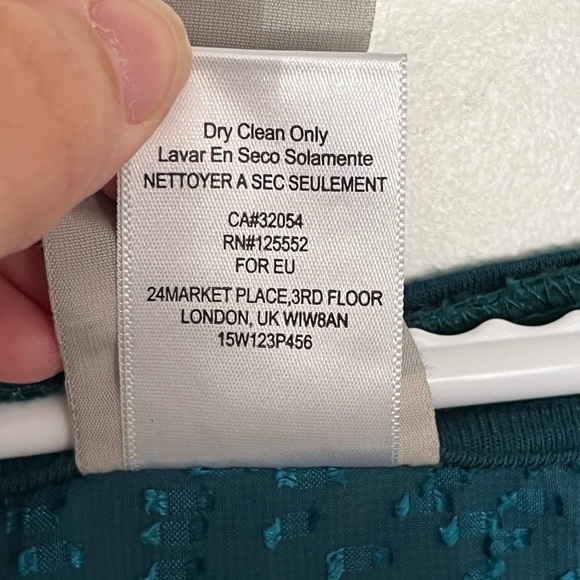 Dry Clean Only
Lavar En Seco Solamente
NETTOYER A SEC SEULEMENT
CA#32054
RN#125552
FOR EU
24MARKET PLACE,3RD FLOOR
LONDON, UK WIW8AN
15W123P456